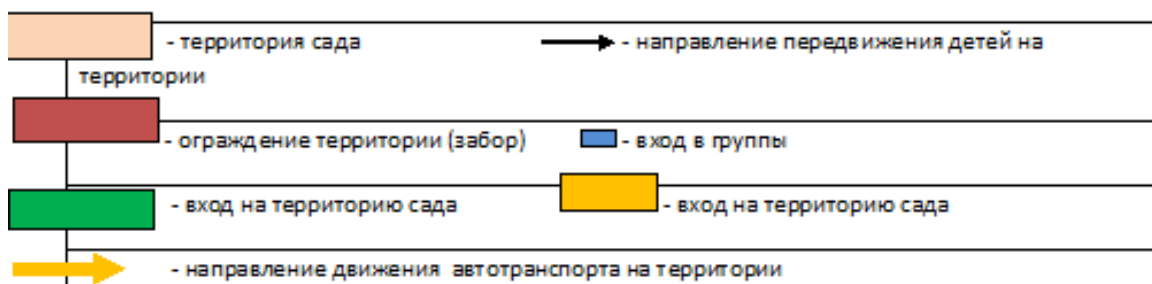 - территория сада - направление передвижения детей на
территории
- ограждение территории (забор) - вход в группы
- вход на территорию сада - вход на территорию сада
- направление движения автотранспорта на территории